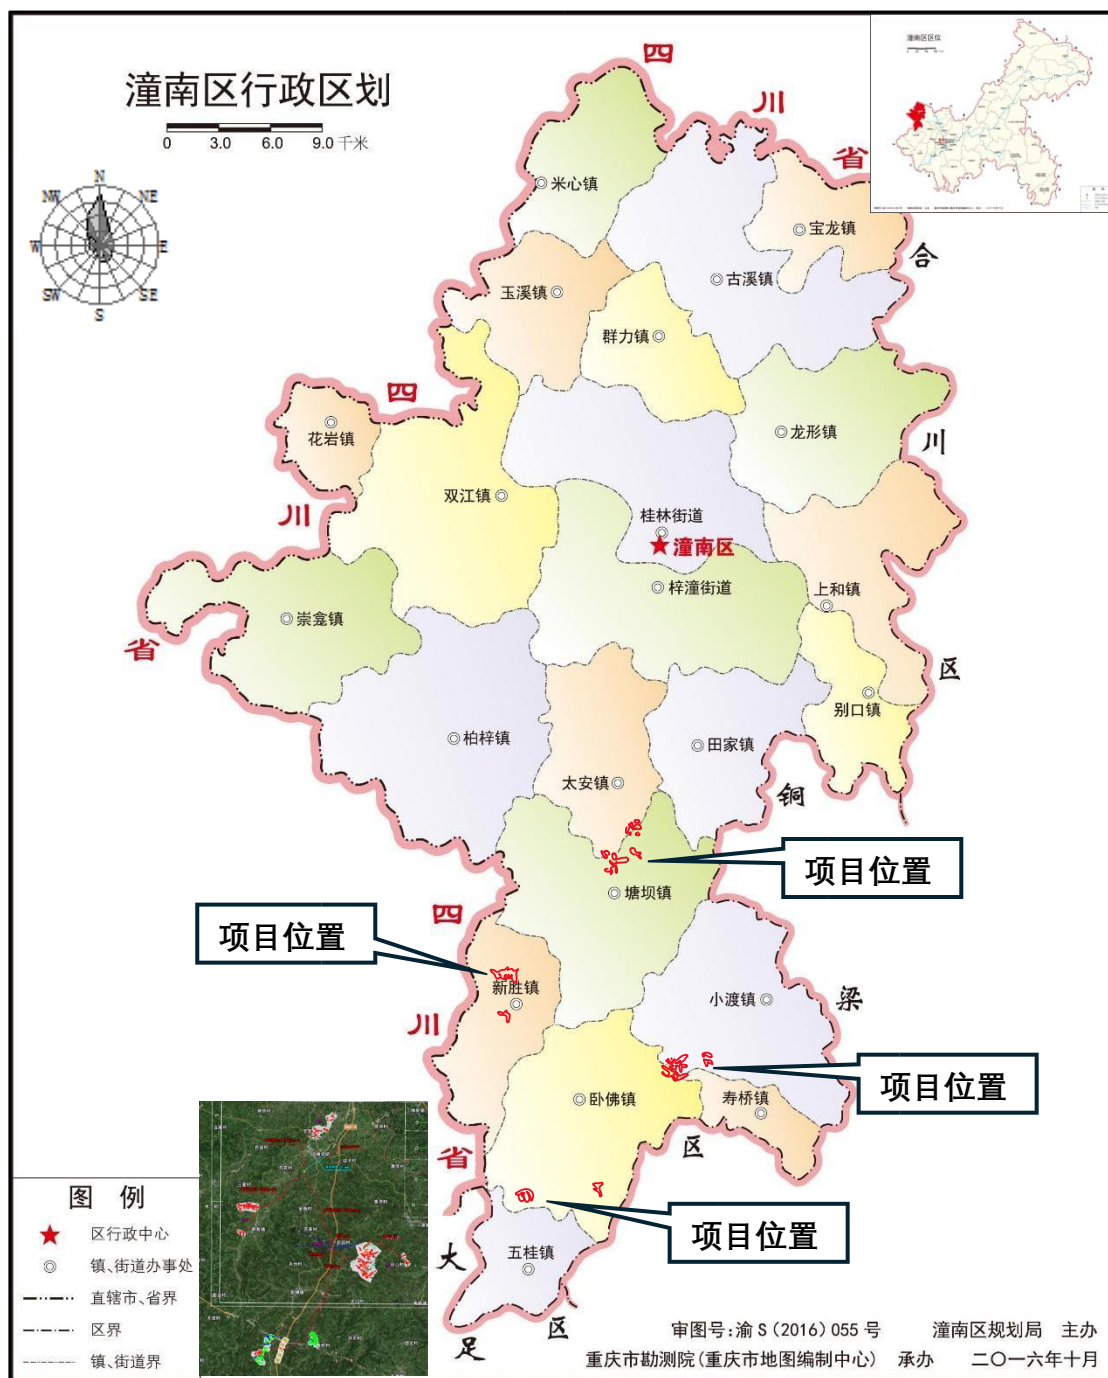 潼南区行政区划
0 3.0 6.0 9.0 千米
N
NE
E
SE
S
SW
W
NW
潼南区区位
四
川
省
合
川
区
米心镇
宝龙镇
古溪镇
玉溪镇
群力镇
四
川
省
花岩镇
龙形镇
双江镇
桂林街道
潼南区
梓潼街道
上和镇
崇龛镇
别口镇
柏梓镇
田家镇
太安镇
铜
梁
区
项目位置
塘坝镇
四
川
省
项目位置
新胜镇
小渡镇
项目位置
卧佛镇
寿桥镇
项目位置
五桂镇
大
足
区
图 例
区行政中心
镇、街道办事处
直辖市、省界
区界
镇、街道界
审图号:渝 S (2016) 055 号 潼南区规划局 主办
重庆市勘测院(重庆市地图编制中心) 承办 二〇一六年十月